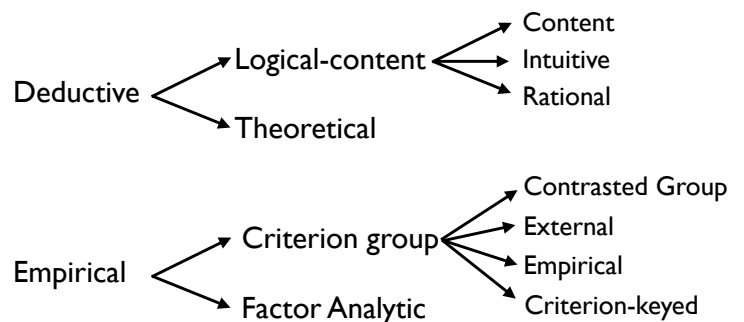 Deductive
Logical-content
Theoretical
Content
Intuitive
Rational
Empirical
Criterion group
Factor Analytic
Contrasted Group
External
Empirical
Criterion-keyed